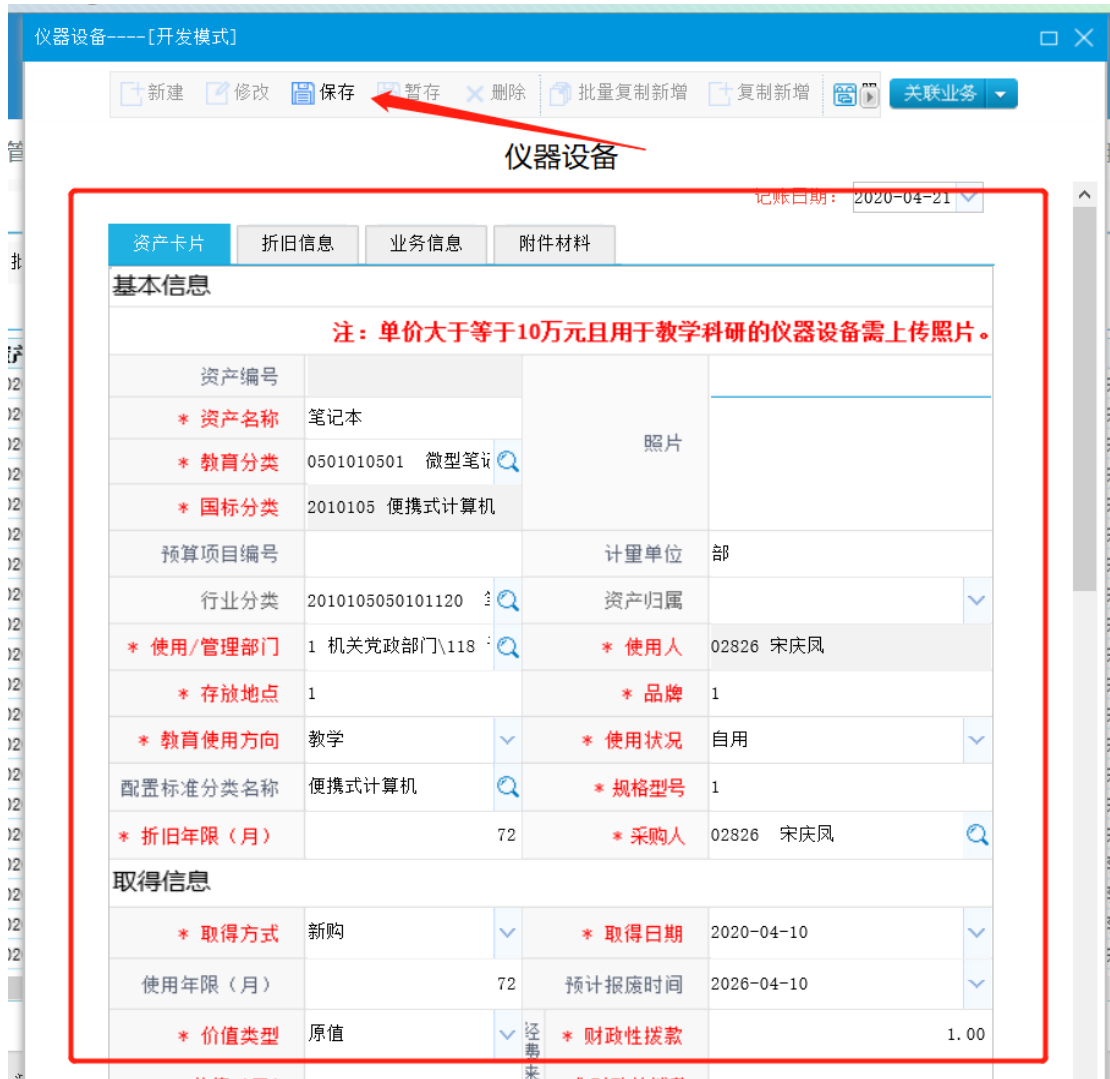 仪器设备----[开发模式]
新建 修改 保存 暂存 删除 批量复制新增 复制新增 关联业务
仪器设备
记账日期： 2020-04-21
资产卡片 折旧信息 业务信息 附件材料
基本信息
注：单价大于等于10万元且用于教学科研的仪器设备需上传照片。
资产编号
* 资产名称 笔记本
照片
* 教育分类 0501010501 微型笔
* 国标分类 2010105 便携式计算机
预算项目编号 计量单位 部
行业分类 2010105050101120 资产归属
* 使用/管理部门 1 机关党政部门\118 * 使用人 02826 宋庆凤
* 存放地点 1 * 品牌 1
* 教育使用方向 教学 * 使用状况 自用
配置标准分类名称 便携式计算机 * 规格型号 1
* 折旧年限（月） 72 * 采购人 02826 宋庆凤
取得信息
* 取得方式 新购 * 取得日期 2020-04-10
使用年限（月） 72 预计报废时间 2026-04-10
* 价值类型 原值 经费来 * 财政性拨款 1.00